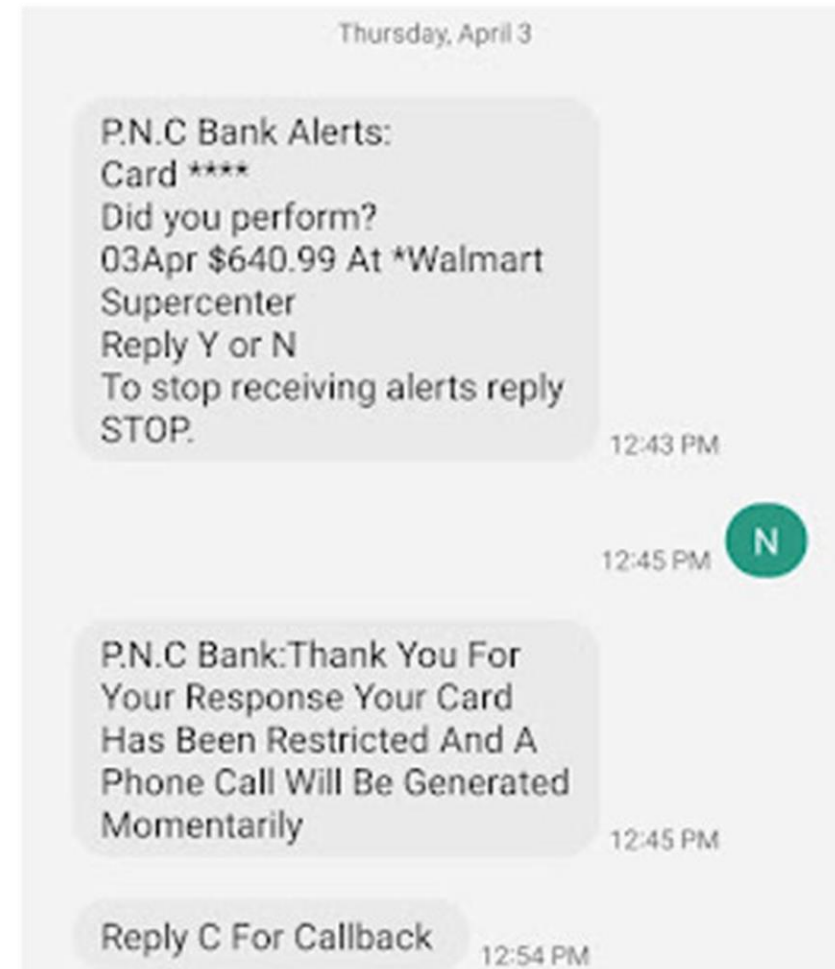 Thursday, April 3
P.N.C Bank Alerts:
Card ****
Did you perform?
03Apr $640.99 At *Walmart
Supercenter
Reply Y or N
To stop receiving alerts reply
STOP.
12:43 PM
12:45 PM
N
P.N.C Bank:Thank You For
Your Response Your Card
Has Been Restricted And A
Phone Call Will Be Generated
Momentarily
12:45 PM
Reply C For Callback
12:54 PM